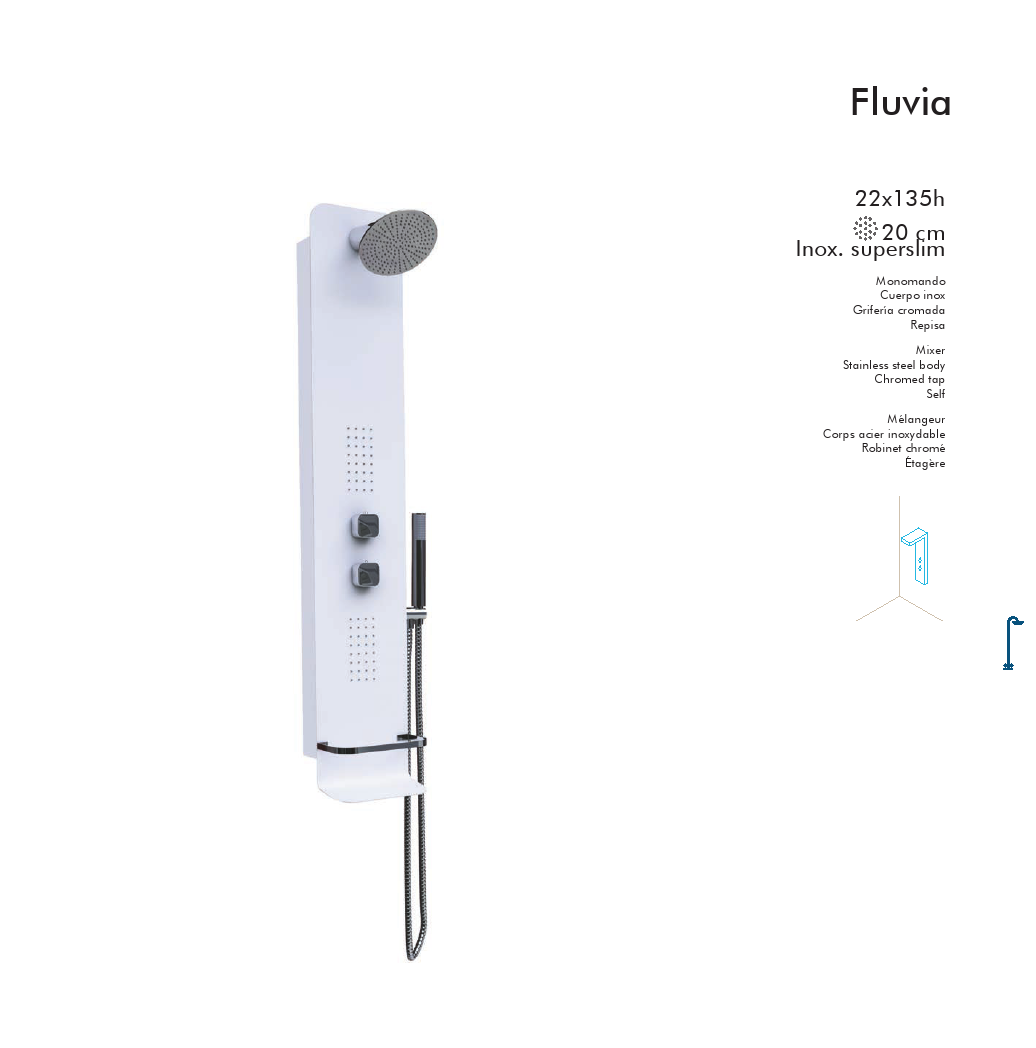 Fluvia
22x135h
20 cm
Inox. superslim
Monomando
Cuerpo inox
Grifería cromada
Repisa
Mixer
Stainless steel body
Chromed tap
Self
Mélangeur
Corps acier inoxydable
Robinet chromé
Étagère